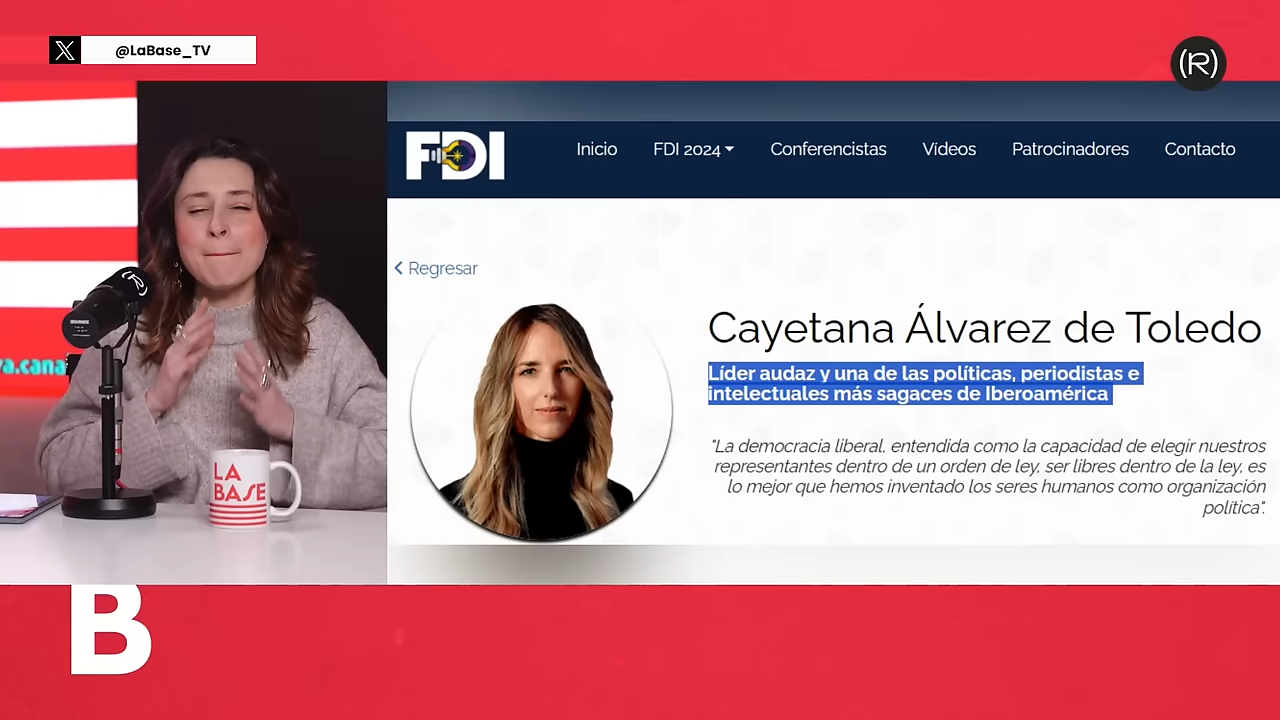 @LaBase_TV
(R)
FDI
Inicio
FDI 2024
Conferencistas
Vídeos
Patrocinadores
Contacto
Regresar
Cayetana Álvarez de Toledo
Líder audaz y una de las políticas, periodistas e
intelectuales más sagaces de Iberoamérica
"La democracia liberal, entendida como la capacidad de elegir nuestros
representantes dentro de un orden de ley, ser libres dentro de la ley, es
lo mejor que hemos inventado los seres humanos como organización
política".
va.cana
(R)
LA
BASE
B